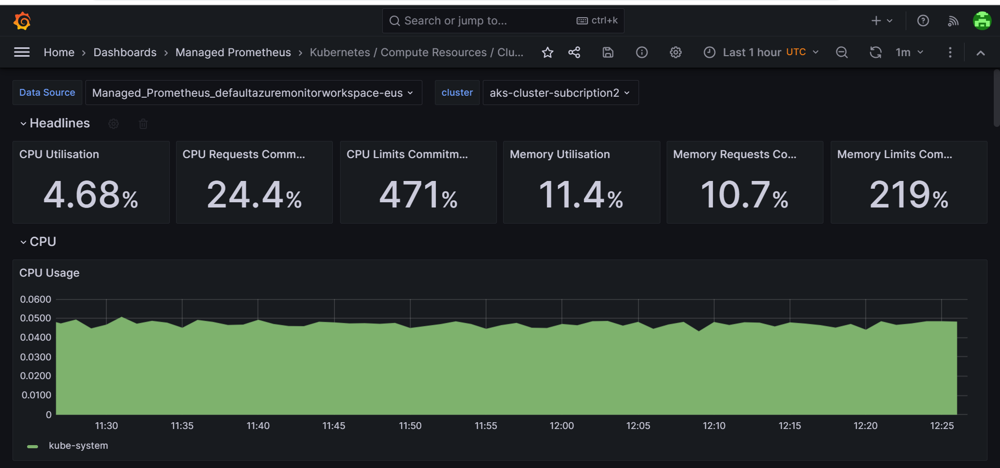 Search or jump to... ctrl+k
Home › Dashboards › Managed Prometheus › Kubernetes / Compute Resources / Clu... Last 1 hour UTC 1m
Data Source Managed_Prometheus_defaultazuremonitorworkspace-eus cluster aks-cluster-subcription2
Headlines
CPU Utilisation
4.68%
CPU Requests Comm...
24.4%
CPU Limits Commitm...
471%
Memory Utilisation
11.4%
Memory Requests Co...
10.7%
Memory Limits Com...
219%
CPU
CPU Usage
0.0600
0.0500
0.0400
0.0300
0.0200
0.0100
0
11:30 11:35 11:40 11:45 11:50 11:55 12:00 12:05 12:10 12:15 12:20 12:25
kube-system